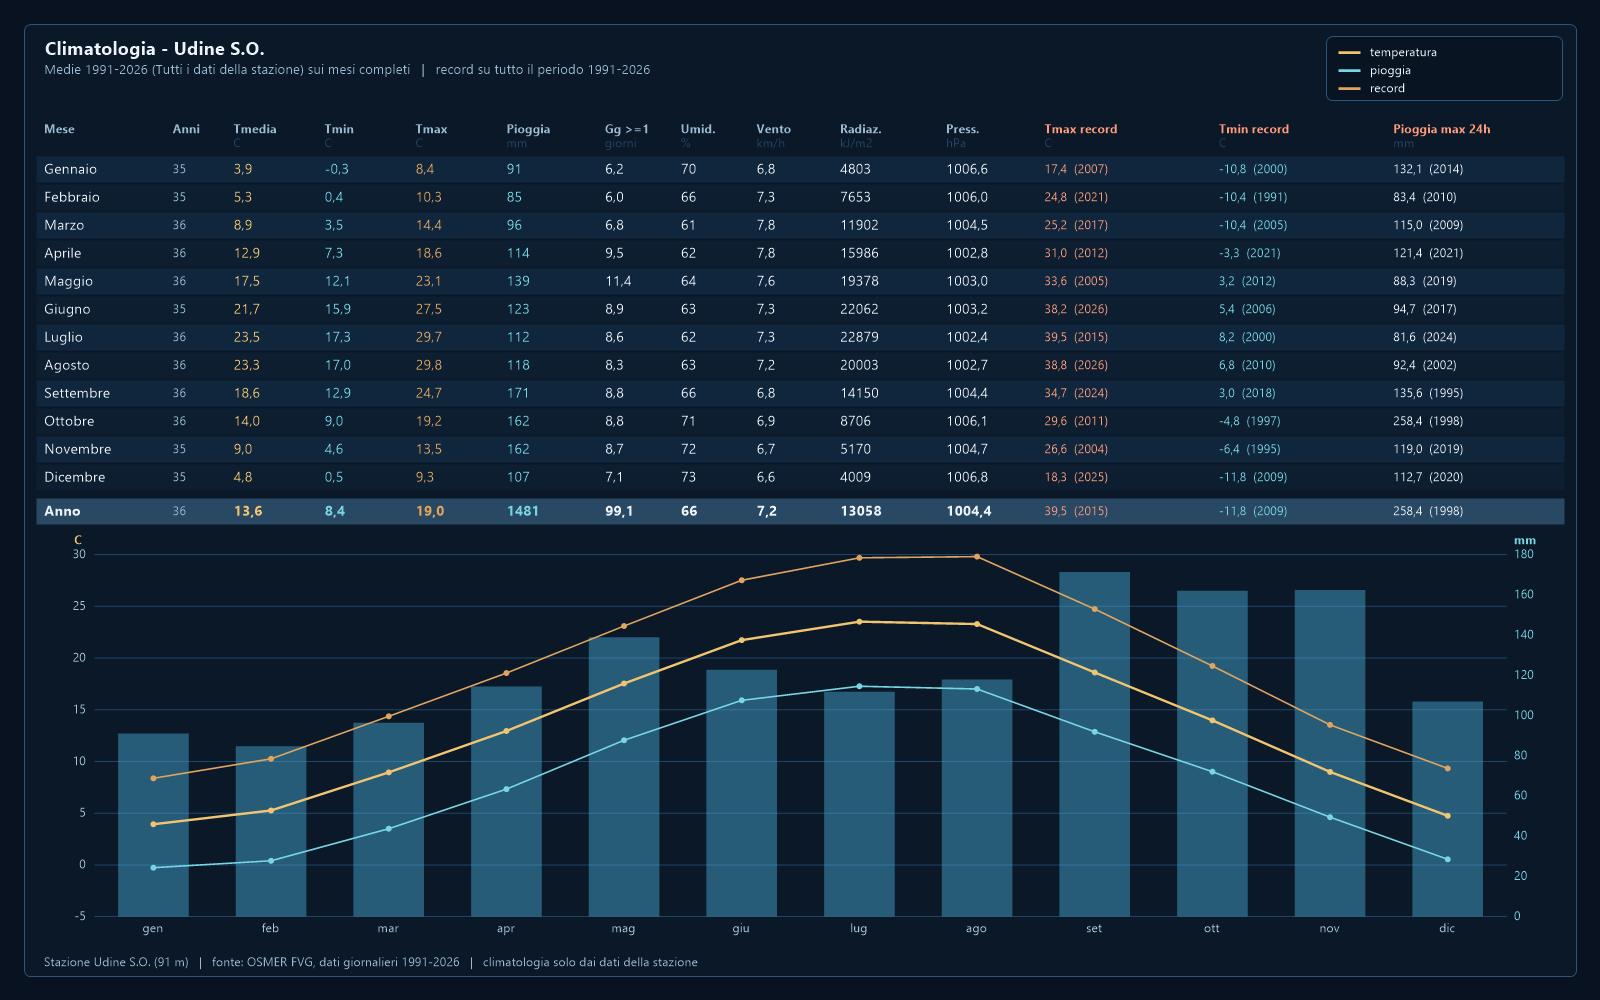 Climatologia - Udine S.O.
Medie 1991-2026 (Tutti i dati della stazione) sui mesi completi | record su tutto il periodo 1991-2026
temperatura
pioggia
record
Mese Anni Tmedia Tmin Tmax Pioggia Gg >=1 Umid. Vento Radiaz. Press. Tmax record Tmin record Pioggia max 24h
C C C mm giorni % km/h kJ/m2 hPa C C mm
Gennaio 35 3,9 -0,3 8,4 91 6,2 70 6,8 4803 1006,6 17,4 (2007) -10,8 (2000) 132,1 (2014)
Febbraio 35 5,3 0,4 10,3 85 6,0 66 7,3 7653 1006,0 24,8 (2021) -10,4 (1991) 83,4 (2010)
Marzo 36 8,9 3,5 14,4 96 6,8 61 7,8 11902 1004,5 25,2 (2017) -10,4 (2005) 115,0 (2009)
Aprile 36 12,9 7,3 18,6 114 9,5 62 7,8 15986 1002,8 31,0 (2012) -3,3 (2021) 121,4 (2021)
Maggio 36 17,5 12,1 23,1 139 11,4 64 7,6 19378 1003,0 33,6 (2005) 3,2 (2012) 88,3 (2019)
Giugno 35 21,7 15,9 27,5 123 8,9 63 7,3 22062 1003,2 38,2 (2026) 5,4 (2006) 94,7 (2017)
Luglio 36 23,5 17,3 29,7 112 8,6 62 7,3 22879 1002,4 39,5 (2015) 8,2 (2000) 81,6 (2024)
Agosto 36 23,3 17,0 29,8 118 8,3 63 7,2 20003 1002,7 38,8 (2026) 6,8 (2010) 92,4 (2002)
Settembre 36 18,6 12,9 24,7 171 8,8 66 6,8 14150 1004,4 34,7 (2024) 3,0 (2018) 135,6 (1995)
Ottobre 36 14,0 9,0 19,2 162 8,8 71 6,9 8706 1006,1 29,6 (2011) -4,8 (1997) 258,4 (1998)
Novembre 35 9,0 4,6 13,5 162 8,7 72 6,7 5170 1004,7 26,6 (2004) -6,4 (1995) 119,0 (2019)
Dicembre 35 4,8 0,5 9,3 107 7,1 73 6,6 4009 1006,8 18,3 (2025) -11,8 (2009) 112,7 (2020)
Anno 36 13,6 8,4 19,0 1481 99,1 66 7,2 13058 1004,4 39,5 (2015) -11,8 (2009) 258,4 (1998)
C mm
30 180
25 160
20 140
15 120
10 100
5 80
0 60
-5 40
20
0
gen feb mar apr mag giu lug ago set ott nov dic
Stazione Udine S.O. (91 m) | fonte: OSMER FVG, dati giornalieri 1991-2026 | climatologia solo dai dati della stazione